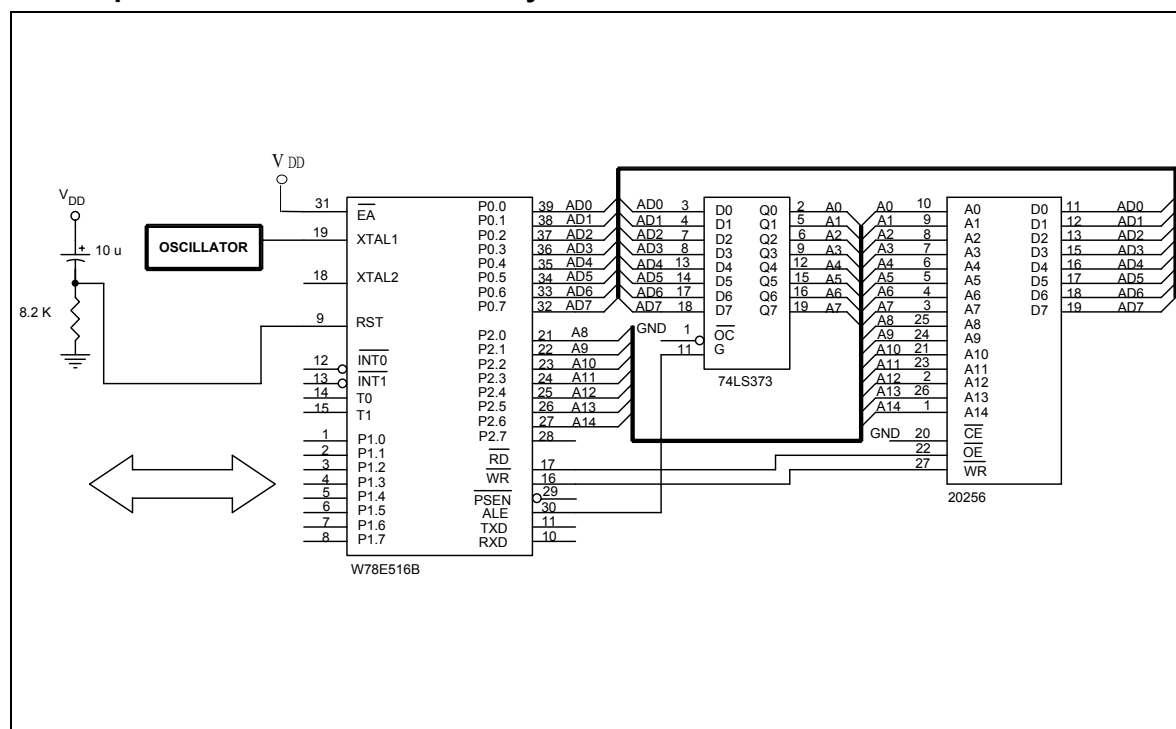 V DD
VDD
+
10 u
8.2 K
OSCILLATOR
31 EA
19 XTAL1
18 XTAL2
9 RST
12 INT0
13 INT1
14 T0
15 T1
1 P1.0
2 P1.1
3 P1.2
4 P1.3
5 P1.4
6 P1.5
7 P1.6
8 P1.7
P0.0 39 AD0
P0.1 38 AD1
P0.2 37 AD2
P0.3 36 AD3
P0.4 35 AD4
P0.5 34 AD5
P0.6 33 AD6
P0.7 32 AD7
P2.0 21 A8
P2.1 22 A9
P2.2 23 A10
P2.3 24 A11
P2.4 25 A12
P2.5 26 A13
P2.6 27 A14
P2.7 28
RD 17
WR 16
PSEN 29
ALE 30
TXD 11
RXD 10
W78E516B
AD0 3 D0 Q0 2 A0
AD1 4 D1 Q1 5 A1
AD2 7 D2 Q2 6 A2
AD3 8 D3 Q3 9 A3
AD4 13 D4 Q4 12 A4
AD5 14 D5 Q5 15 A5
AD6 17 D6 Q6 16 A6
AD7 18 D7 Q7 19 A7
GND 1 OC
11 G
74LS373
A0 10 A0 D0 11 AD0
A1 9 A1 D1 12 AD1
A2 8 A2 D2 13 AD2
A3 7 A3 D3 15 AD3
A4 6 A4 D4 16 AD4
A5 5 A5 D5 17 AD5
A6 4 A6 D6 18 AD6
A7 3 A7 D7 19 AD7
A8 25 A8
A9 24 A9
A10 21 A10
A11 23 A11
A12 2 A12
A13 26 A13
A14 1 A14
GND 20 CE
22 OE
27 WR
20256